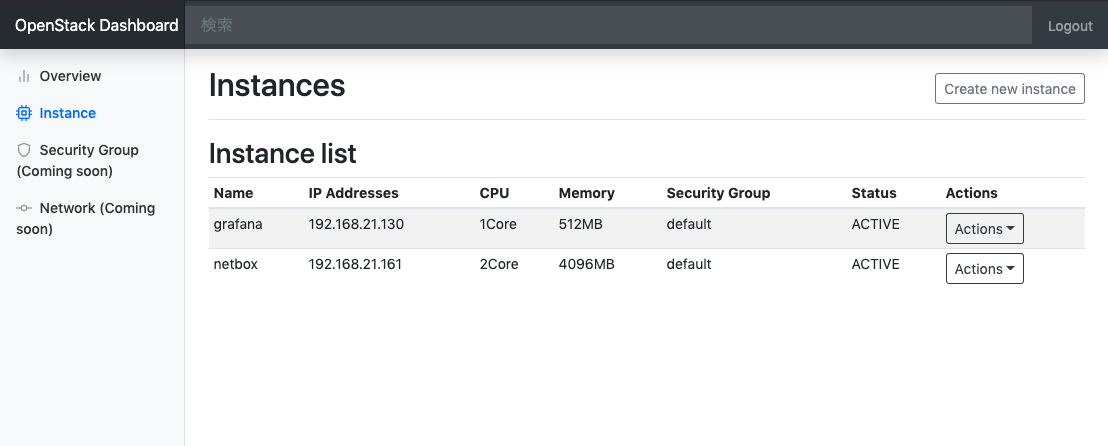 OpenStack Dashboard 検索 Logout
Overview
Instance
Security Group
(Coming soon)
Network (Coming
soon)
Instances
Create new instance
Instance list
Name IP Addresses CPU Memory Security Group Status Actions
grafana 192.168.21.130 1Core 512MB default ACTIVE Actions
netbox 192.168.21.161 2Core 4096MB default ACTIVE Actions